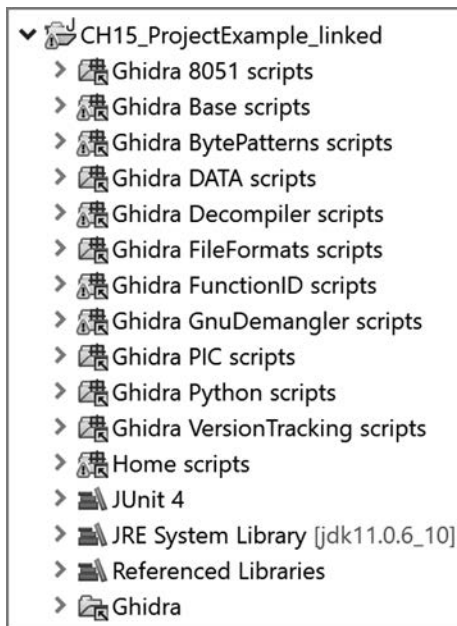 CH15_ProjectExample_linked
Ghidra 8051 scripts
Ghidra Base scripts
Ghidra BytePatterns scripts
Ghidra DATA scripts
Ghidra Decompiler scripts
Ghidra FileFormats scripts
Ghidra FunctionID scripts
Ghidra GnuDemangler scripts
Ghidra PIC scripts
Ghidra Python scripts
Ghidra VersionTracking scripts
Home scripts
JUnit 4
JRE System Library [jdk11.0.6_10]
Referenced Libraries
Ghidra